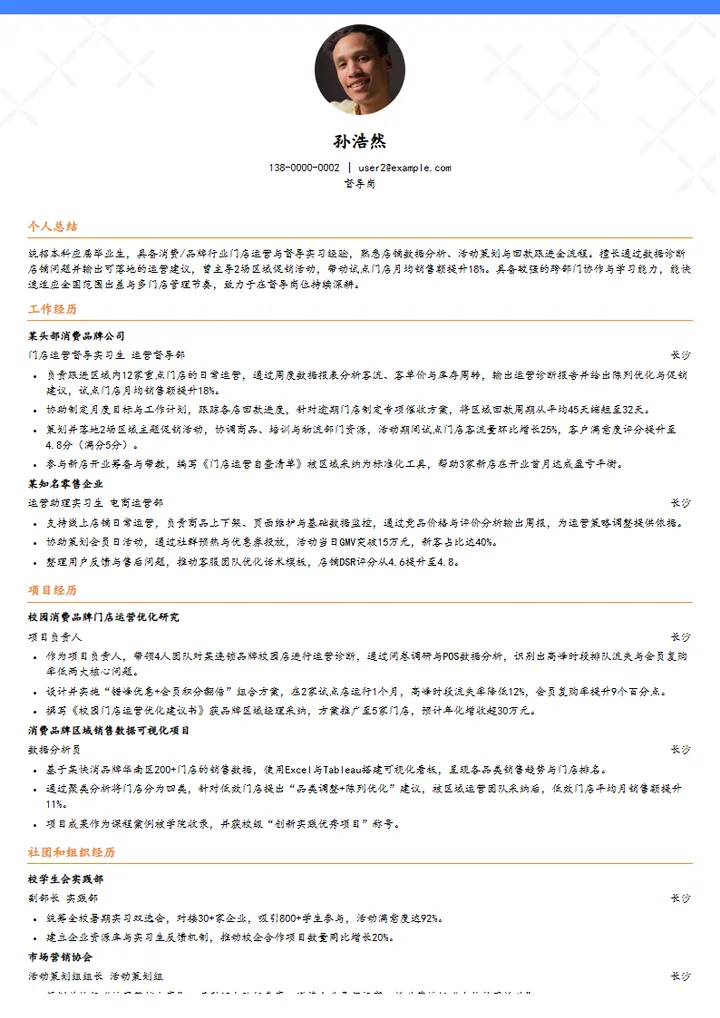 孙浩然
138-0000-0002 | user2@example.com
督导岗
个人总结
统招本科应届毕业生，具备消费/品牌行业门店运营与督导实习经验，熟悉店铺数据分析、活动策划与回款跟进全流程。擅长通过数据诊断
店铺问题并输出可落地的运营建议，曾主导2场区域促销活动，带动试点门店月均销售额提升18%。具备较强的跨部门协作与学习能力，能快
速适应全国范围出差与多门店管理节奏，致力于在督导岗位持续深耕。
工作经历
某头部消费品牌公司
门店运营督导实习生 运营督导部 长沙
• 负责跟进区域内12家重点门店的日常运营，通过周度数据报表分析客流、客单价与库存周转，输出运营诊断报告并给出陈列优化与促销
建议，试点门店月均销售额提升18%。
• 协助制定月度目标与工作计划，跟踪各店回款进度，针对逾期门店制定专项催收方案，将区域回款周期从平均45天缩短至32天。
• 策划并落地2场区域主题促销活动，协调商品、培训与物流部门资源，活动期间试点门店客流量环比增长25%，客户满意度评分提升至
4.8分（满分5分）。
• 参与新店开业筹备与带教，编写《门店运营自查清单》被区域采纳为标准化工具，帮助3家新店在开业首月达成盈亏平衡。
某知名零售企业
运营助理实习生 电商运营部 长沙
• 支持线上店铺日常运营，负责商品上下架、页面维护与基础数据监控，通过竞品价格与评价分析输出周报，为运营策略调整提供依据。
• 协助策划会员日活动，通过社群预热与优惠券投放，活动当日GMV突破15万元，新客占比达40%。
• 整理用户反馈与售后问题，推动客服团队优化话术模板，店铺DSR评分从4.6提升至4.8。
项目经历
校园消费品牌门店运营优化研究
项目负责人 长沙
• 作为项目负责人，带领4人团队对某连锁品牌校园店进行运营诊断，通过问卷调研与POS数据分析，识别出高峰时段排队流失与会员复购
率低两大核心问题。
• 设计并实施“错峰优惠+会员积分翻倍”组合方案，在2家试点店运行1个月，高峰时段流失率降低12%，会员复购率提升9个百分点。
• 撰写《校园门店运营优化建议书》获品牌区域经理采纳，方案推广至5家门店，预计年化增收超30万元。
消费品牌区域销售数据可视化项目
数据分析员 长沙
• 基于某快消品牌华南区200+门店的销售数据，使用Excel与Tableau搭建可视化看板，呈现各品类销售趋势与门店排名。
• 通过聚类分析将门店分为四类，针对低效门店提出“品类调整+陈列优化”建议，被区域运营团队采纳后，低效门店平均月销售额提升
11%。
• 项目成果作为课程案例被学院收录，并获校级“创新实践优秀项目”称号。
社团和组织经历
校学生会实践部
副部长 实践部 长沙
• 统筹全校暑期实习双选会，对接30+家企业，吸引800+学生参与，活动满意度达92%。
• 建立企业资源库与实习生反馈机制，推动校企合作项目数量同比增长20%。
市场营销协会
活动策划组组长 活动策划组 长沙